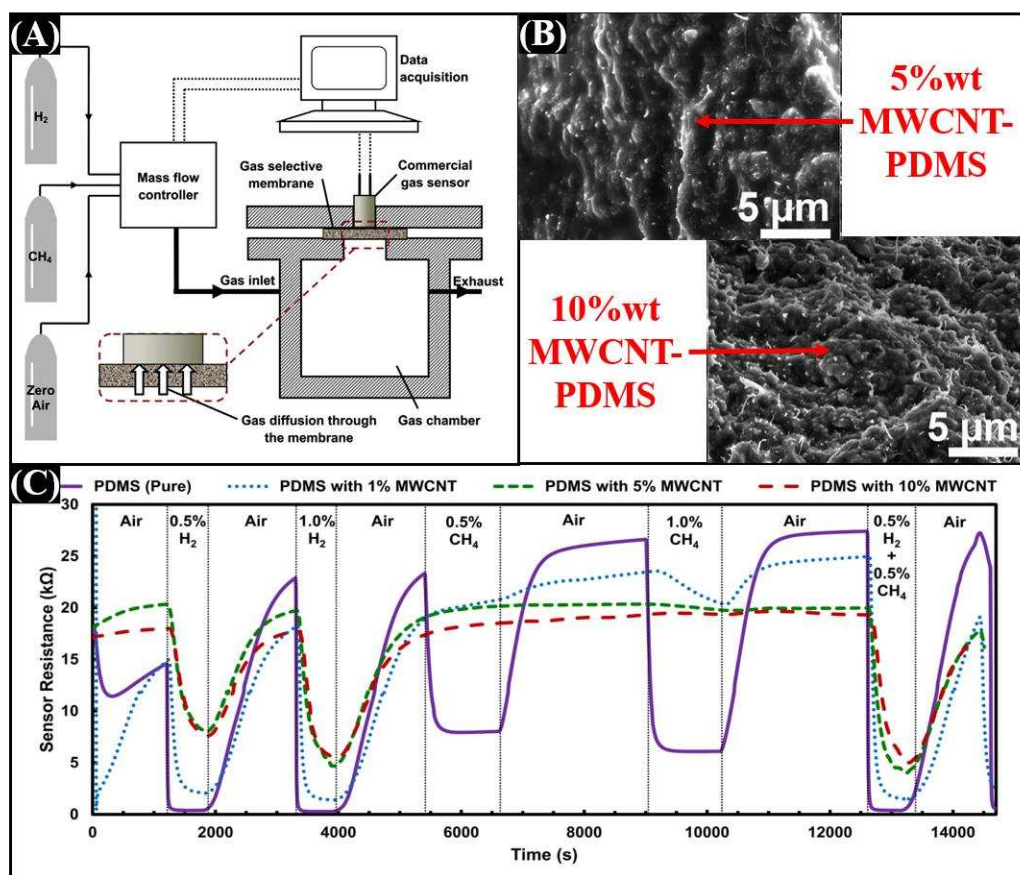 (A)
H2
CH4
Zero
Air
Mass flow
controller
Data
acquisition
Gas selective
membrane
Commercial
gas sensor
Gas inlet
Exhaust
Gas diffusion through
the membrane
Gas chamber
(B)
5%wt
MWCNT-
PDMS
5 µm
10%wt
MWCNT-
PDMS
5 µm
(C)
PDMS (Pure) PDMS with 1% MWCNT PDMS with 5% MWCNT PDMS with 10% MWCNT
Sensor Resistance (kΩ)
30
25
20
15
10
5
0
Air
0.5%
H2
Air
1.0%
H2
Air
0.5%
CH4
Air
1.0%
CH4
Air
0.5%
H2
+
0.5%
CH4
Air
0 2000 4000 6000 8000 10000 12000 14000
Time (s)